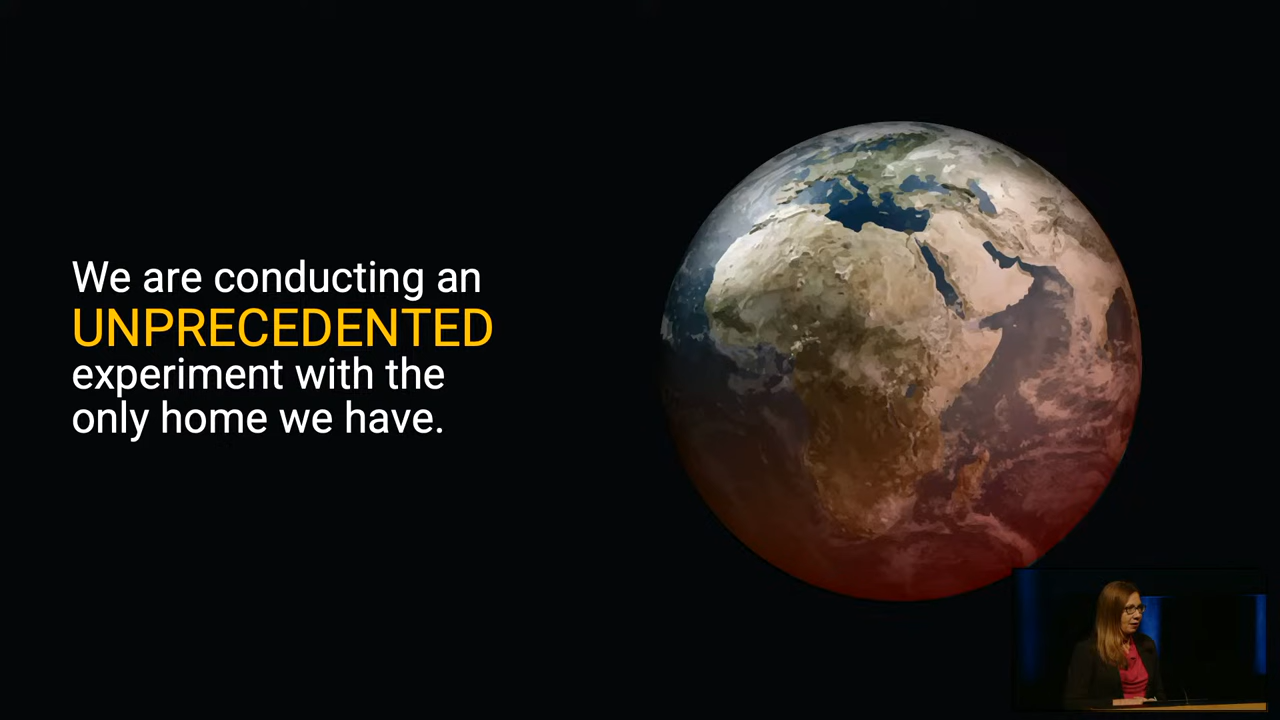 We are conducting an
UNPRECEDENTED
experiment with the
only home we have.